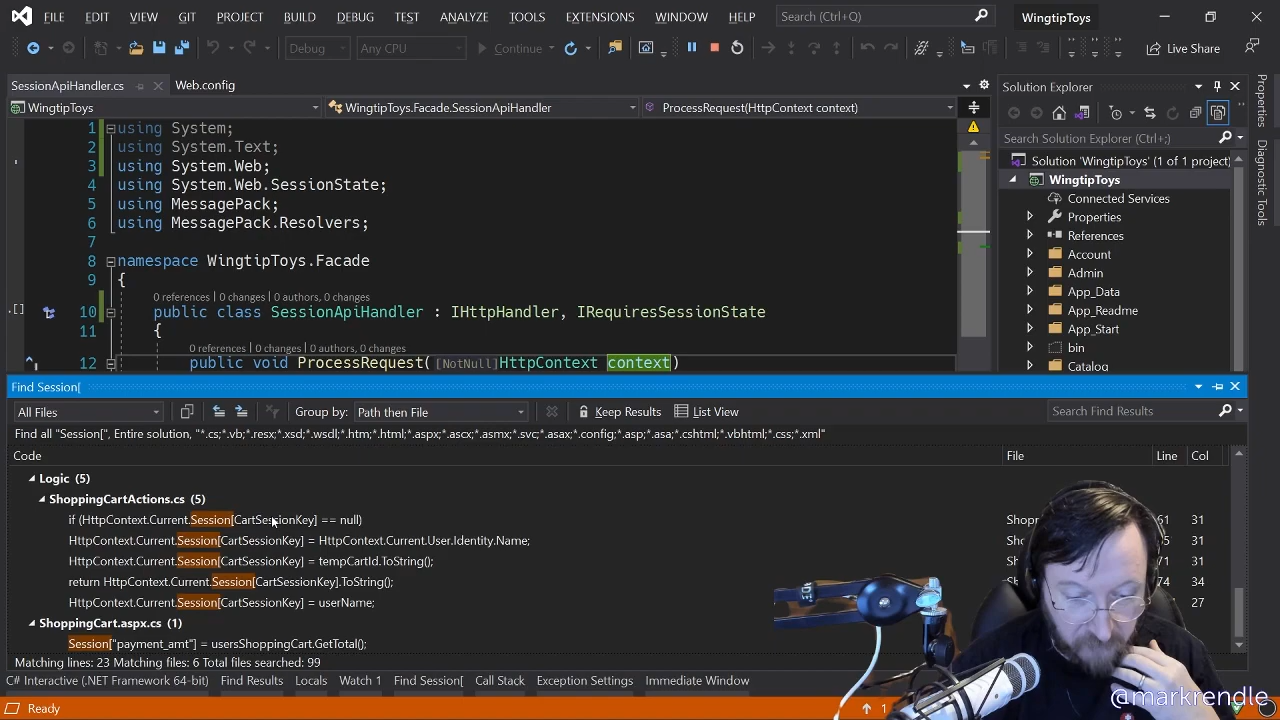 FILE EDIT VIEW GIT PROJECT BUILD DEBUG TEST ANALYZE TOOLS EXTENSIONS WINDOW HELP Search (Ctrl+Q) WingtipToys
Debug Any CPU Continue Live Share
SessionApiHandler.cs Web.config
WingtipToys WingtipToys.Facade.SessionApiHandler ProcessRequest(HttpContext context)
1 using System;
2 using System.Text;
3 using System.Web;
4 using System.Web.SessionState;
5 using MessagePack;
6 using MessagePack.Resolvers;
7
8 namespace WingtipToys.Facade
9 {
0 references | 0 changes | 0 authors, 0 changes
10 public class SessionApiHandler : IHttpHandler, IRequiresSessionState
11 {
0 references | 0 changes | 0 authors, 0 changes
12 public void ProcessRequest([NotNull]HttpContext context)
Solution Explorer
Search Solution Explorer (Ctrl+;)
Solution 'WingtipToys' (1 of 1 project)
WingtipToys
Connected Services
Properties
References
Account
Admin
App_Data
App_Readme
App_Start
bin
Catalog
Properties
Diagnostic Tools
Find Session[
All Files Group by: Path then File Keep Results List View Search Find Results
Find all "Session[", Entire solution, "*.cs;*.vb;*.resx;*.xsd;*.wsdl;*.htm;*.html;*.aspx;*.ascx;*.asmx;*.svc;*.asax;*.config;*.asp;*.asa;*.cshtml;*.vbhtml;*.css;*.xml"
Code File Line Col
Logic (5)
ShoppingCartActions.cs (5)
if (HttpContext.Current.Session[CartSessionKey] == null) 61 31
HttpContext.Current.Session[CartSessionKey] = HttpContext.Current.User.Identity.Name; 31
HttpContext.Current.Session[CartSessionKey] = tempCartId.ToString(); 71 31
return HttpContext.Current.Session[CartSessionKey].ToString(); 74 34
HttpContext.Current.Session[CartSessionKey] = userName; 27
ShoppingCart.aspx.cs (1)
Session["payment_amt"] = usersShoppingCart.GetTotal();
Matching lines: 23 Matching files: 6 Total files searched: 99
C# Interactive (.NET Framework 64-bit) Find Results Locals Watch 1 Find Session[ Call Stack Exception Settings Immediate Window
Ready 1
@markrendle